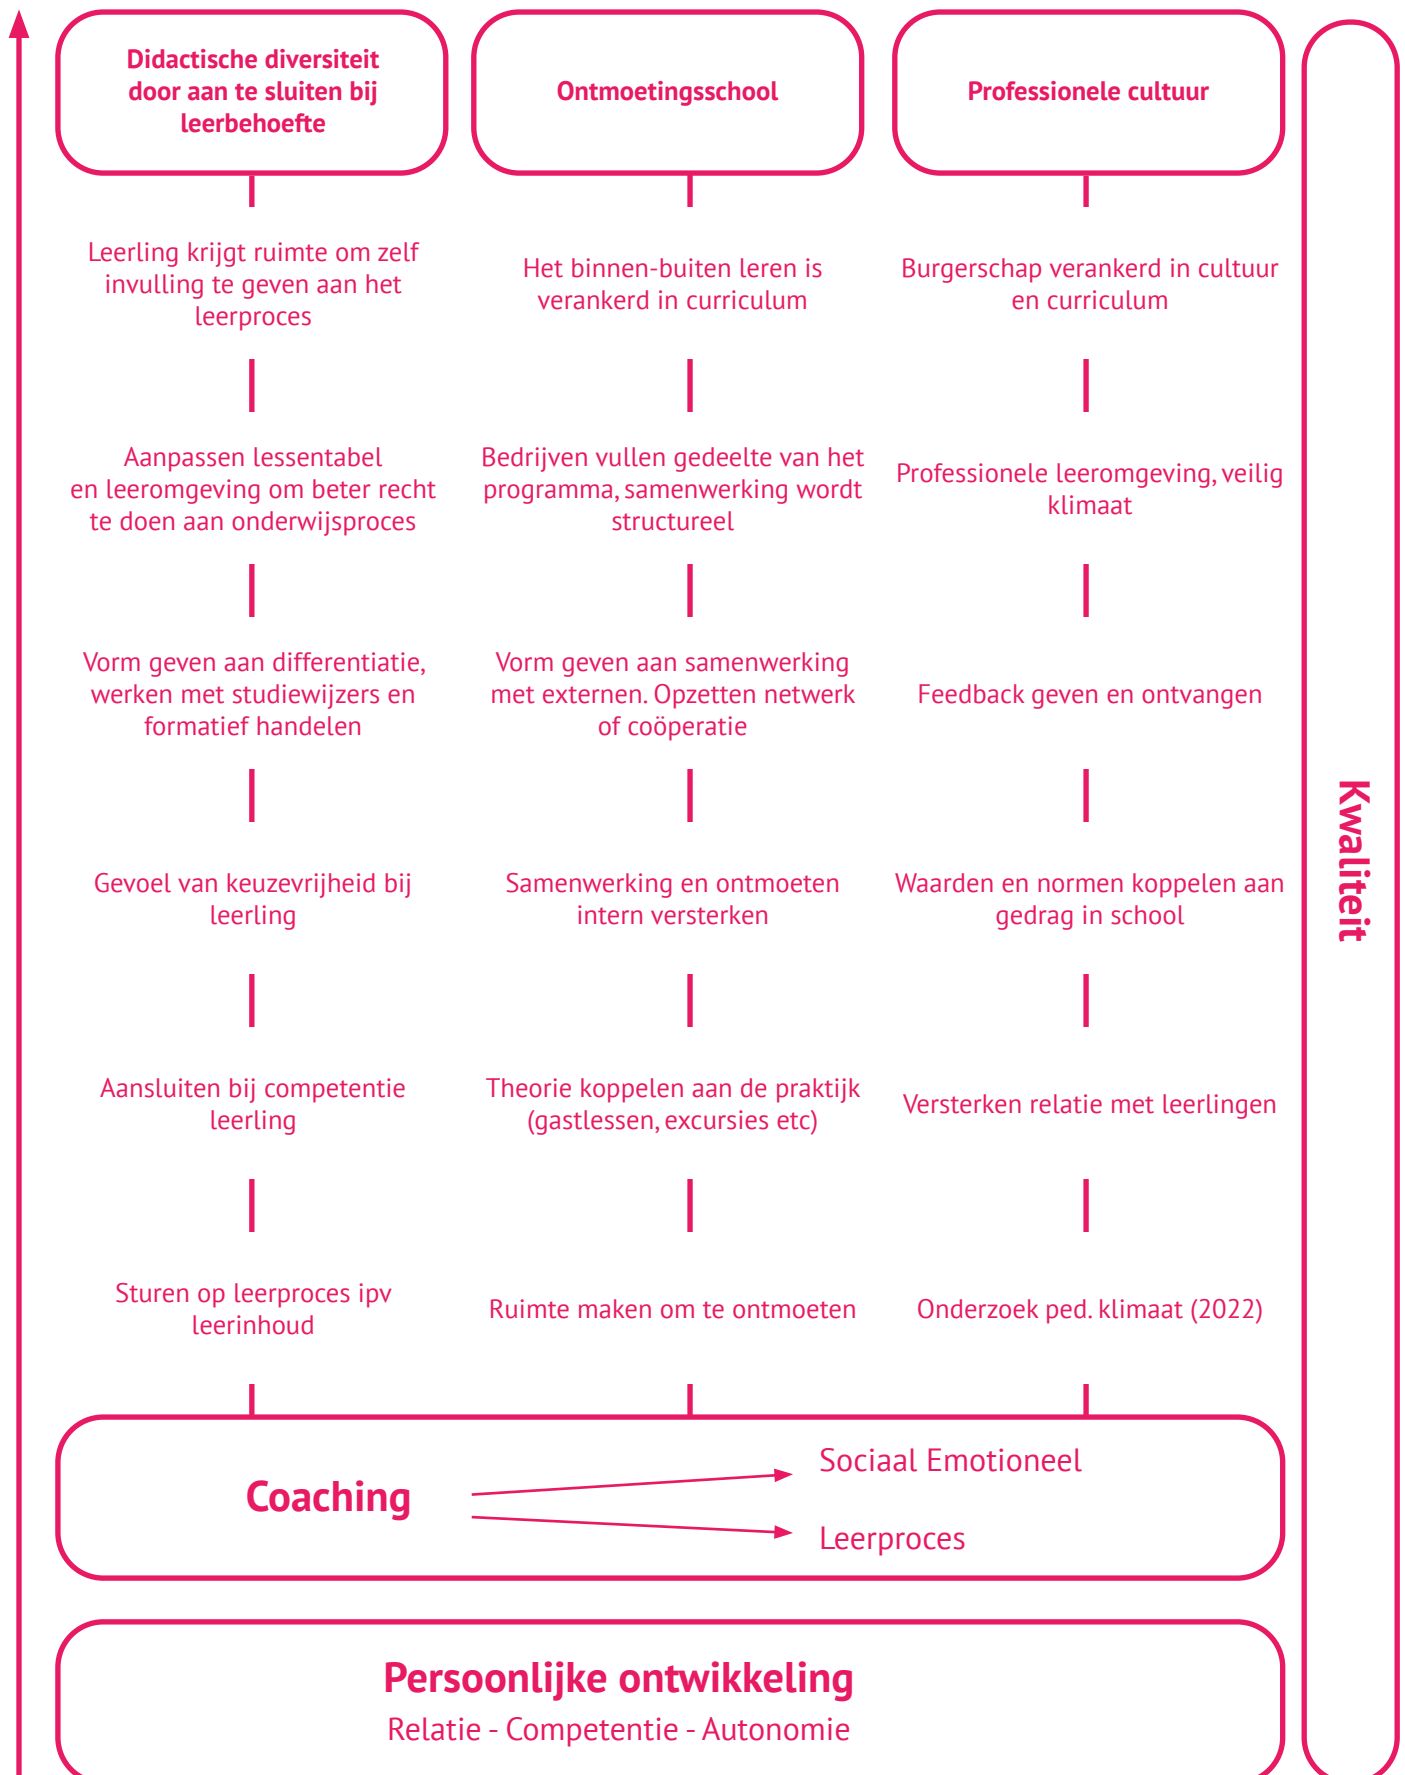 Didactische diversiteit
door aan te sluiten bij
leerbehoefte
Leerling krijgt ruimte om zelf
invulling te geven aan het
leerproces
Aanpassen lessentabel
en leeromgeving om beter recht
te doen aan onderwijsproces
Vorm geven aan differentiatie,
werken met studiewijzers en
formatief handelen
Gevoel van keuzevrijheid bij
leerling
Aansluiten bij competentie
leerling
Sturen op leerproces ipv
leerinhoud
Ontmoetingsschool
Het binnen-buiten leren is
verankerd in curriculum
Bedrijven vullen gedeelte van het
programma, samenwerking wordt
structureel
Vorm geven aan samenwerking
met externen. Opzetten netwerk
of coöperatie
Samenwerking en ontmoeten
intern versterken
Theorie koppelen aan de praktijk
(gastlessen, excursies etc)
Ruimte maken om te ontmoeten
Professionele cultuur
Burgerschap verankerd in cultuur
en curriculum
Professionele leeromgeving, veilig
klimaat
Feedback geven en ontvangen
Waarden en normen koppelen aan
gedrag in school
Versterken relatie met leerlingen
Onderzoek ped. klimaat (2022)
Coaching
Sociaal Emotioneel
Leerproces
Persoonlijke ontwikkeling
Relatie - Competentie - Autonomie
Kwaliteit